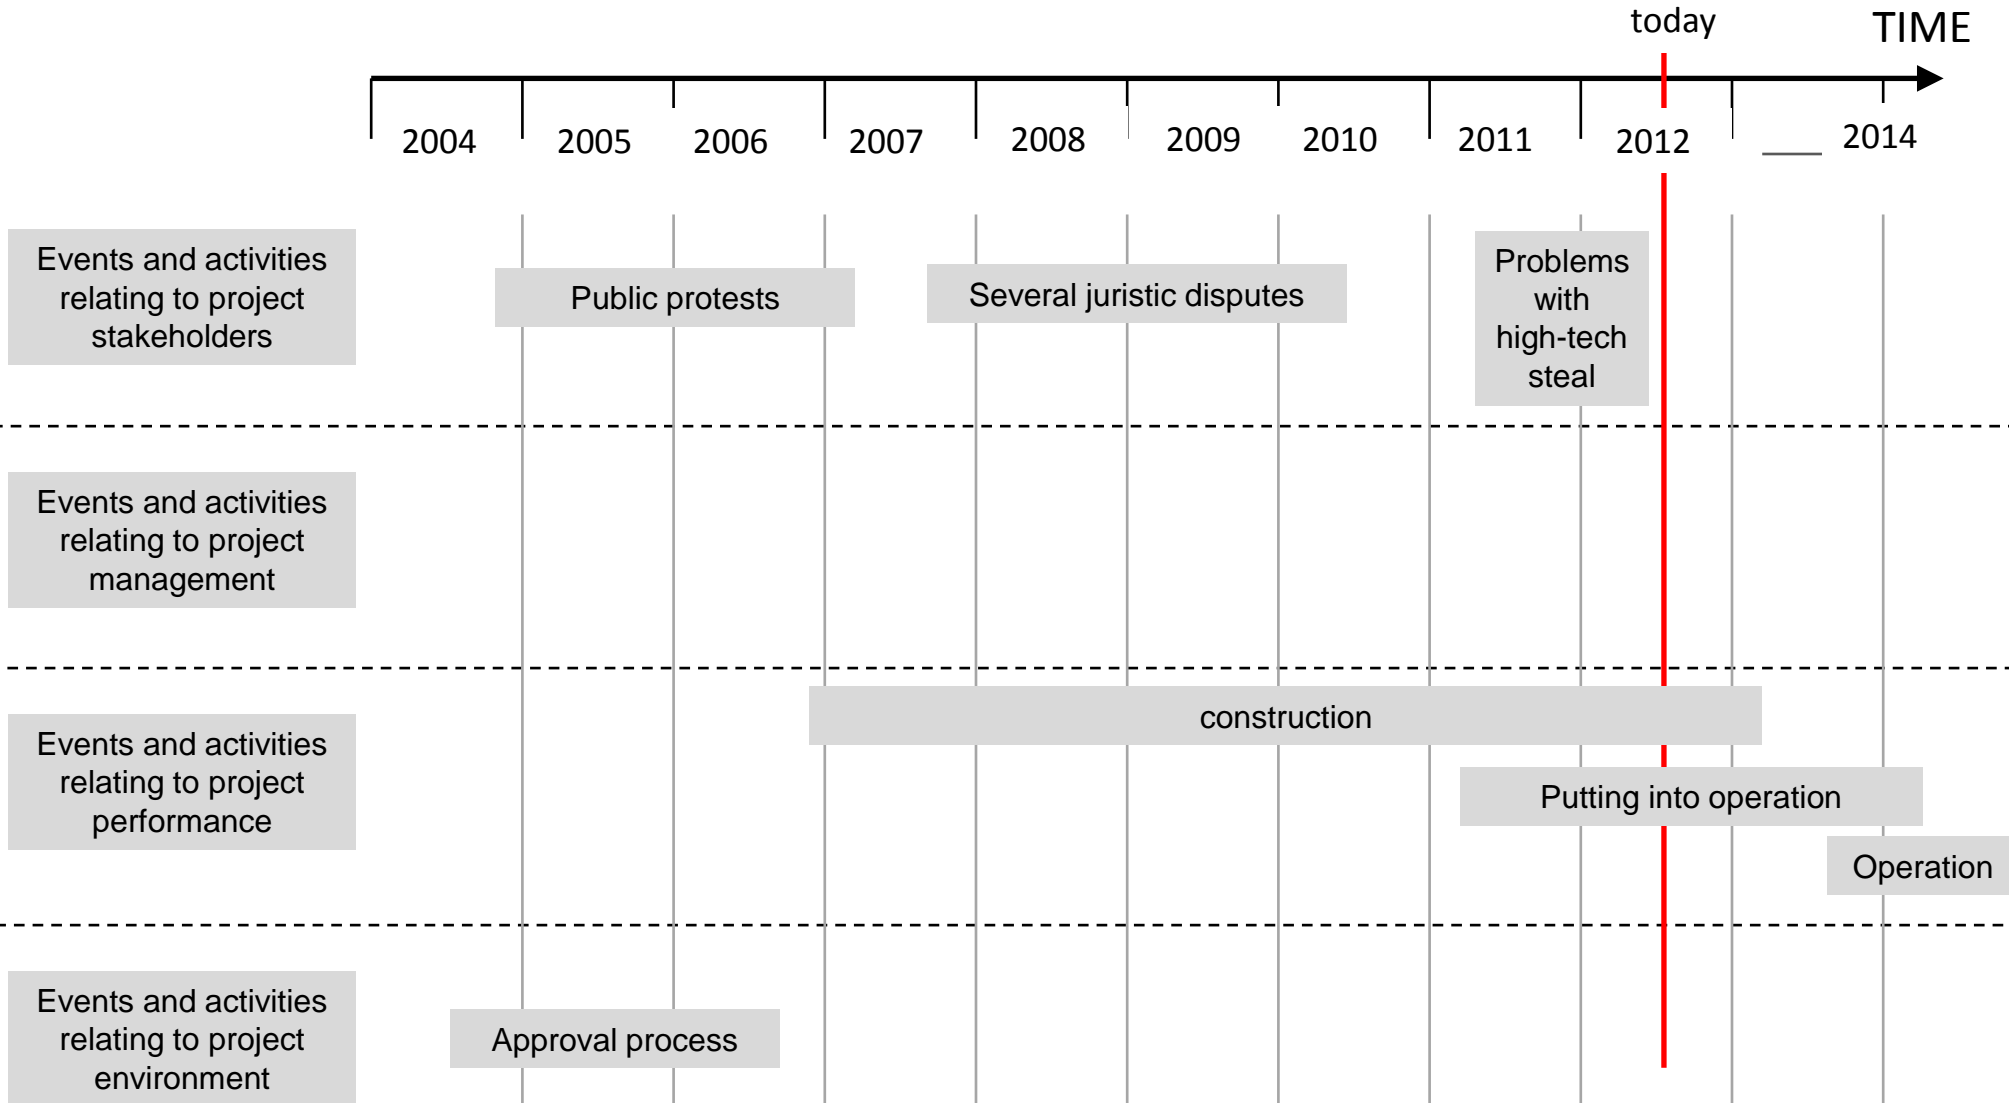 today
TIME
2004 2005 2006 2007 2008 2009 2010 2011 2012 ____ 2014
Events and activities
relating to project
stakeholders
Public protests
Several juristic disputes
Problems
with
high-tech
steal
Events and activities
relating to project
management
Events and activities
relating to project
performance
construction
Putting into operation
Operation
Events and activities
relating to project
environment
Approval process